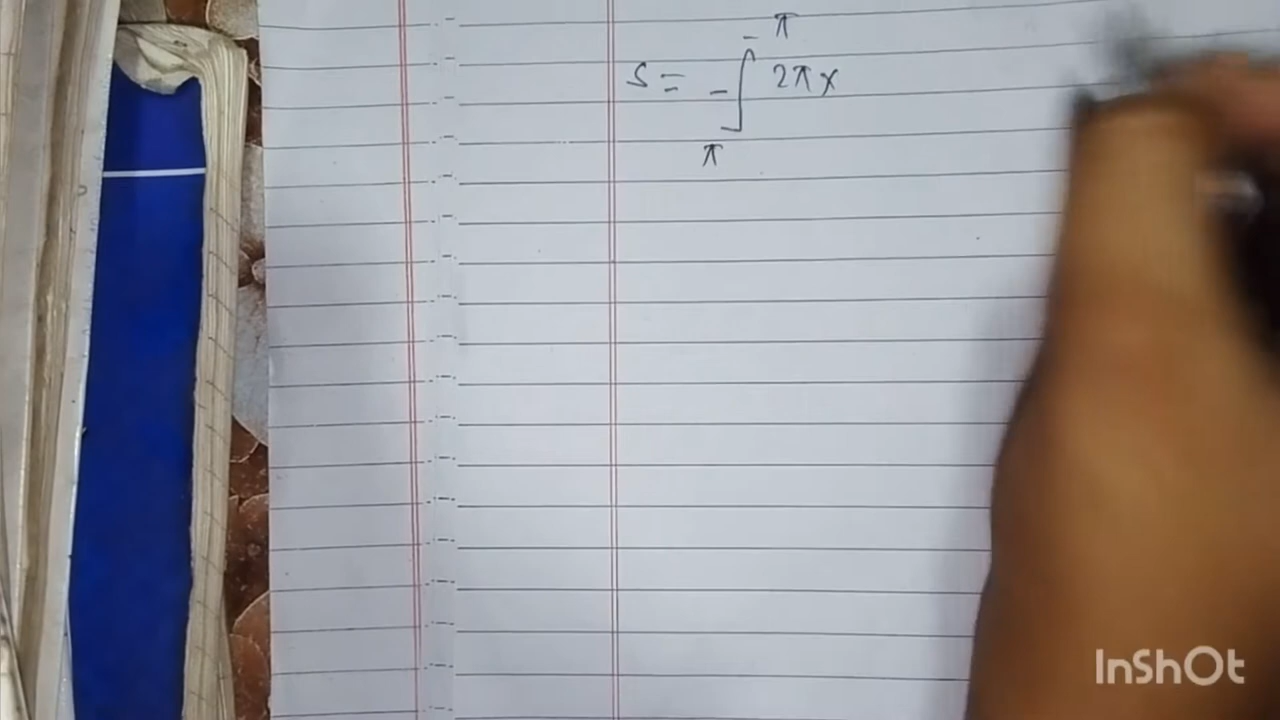 - π
S = - ∫ 2πx
π
InShOt